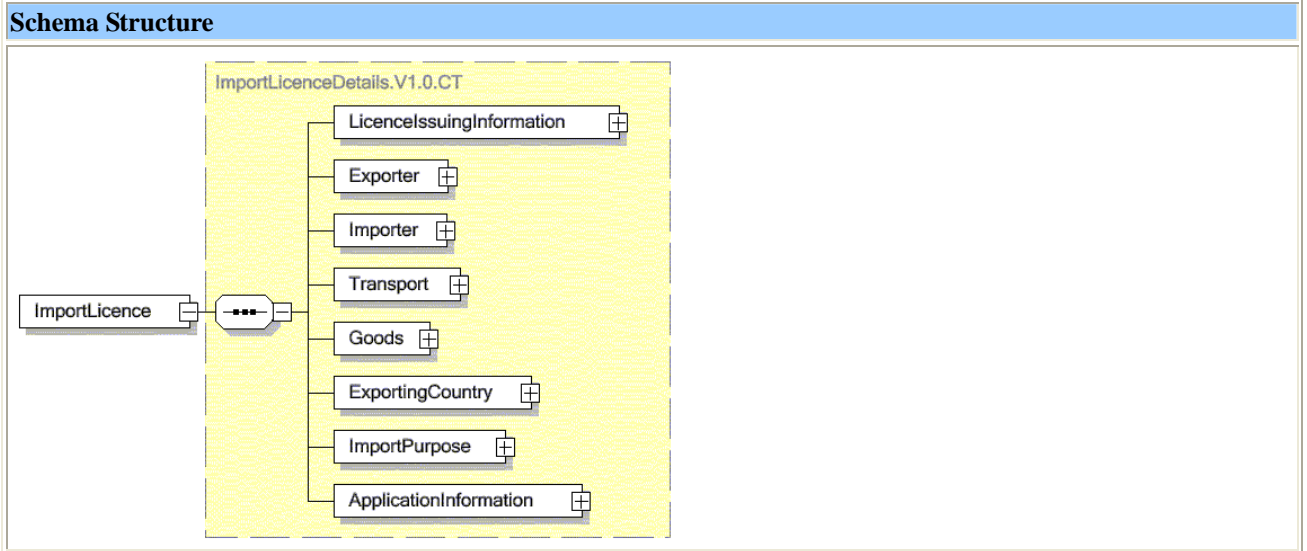 Schema Structure
ImportLicenceDetails.V1.0.CT
LicenceIssuingInformation
Exporter
Importer
Transport
ImportLicence
Goods
ExportingCountry
ImportPurpose
ApplicationInformation